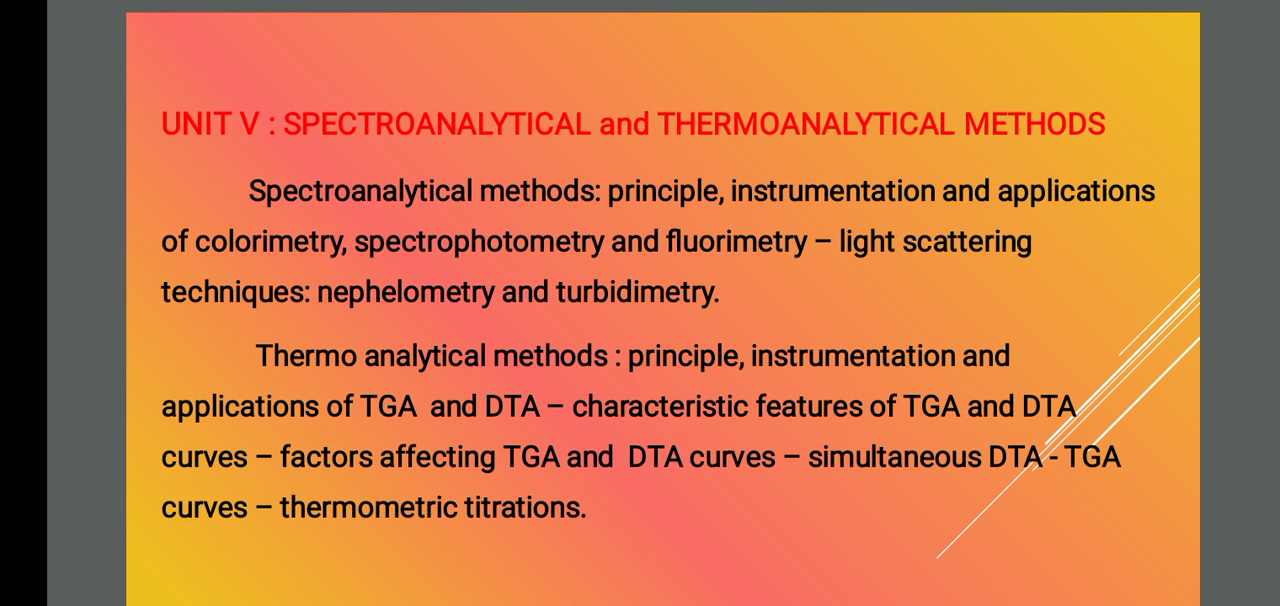 UNIT V : SPECTROANALYTICAL and THERMOANALYTICAL METHODS
Spectroanalytical methods: principle, instrumentation and applications
of colorimetry, spectrophotometry and fluorimetry – light scattering
techniques: nephelometry and turbidimetry.
Thermo analytical methods : principle, instrumentation and
applications of TGA and DTA – characteristic features of TGA and DTA
curves – factors affecting TGA and DTA curves – simultaneous DTA - TGA
curves – thermometric titrations.